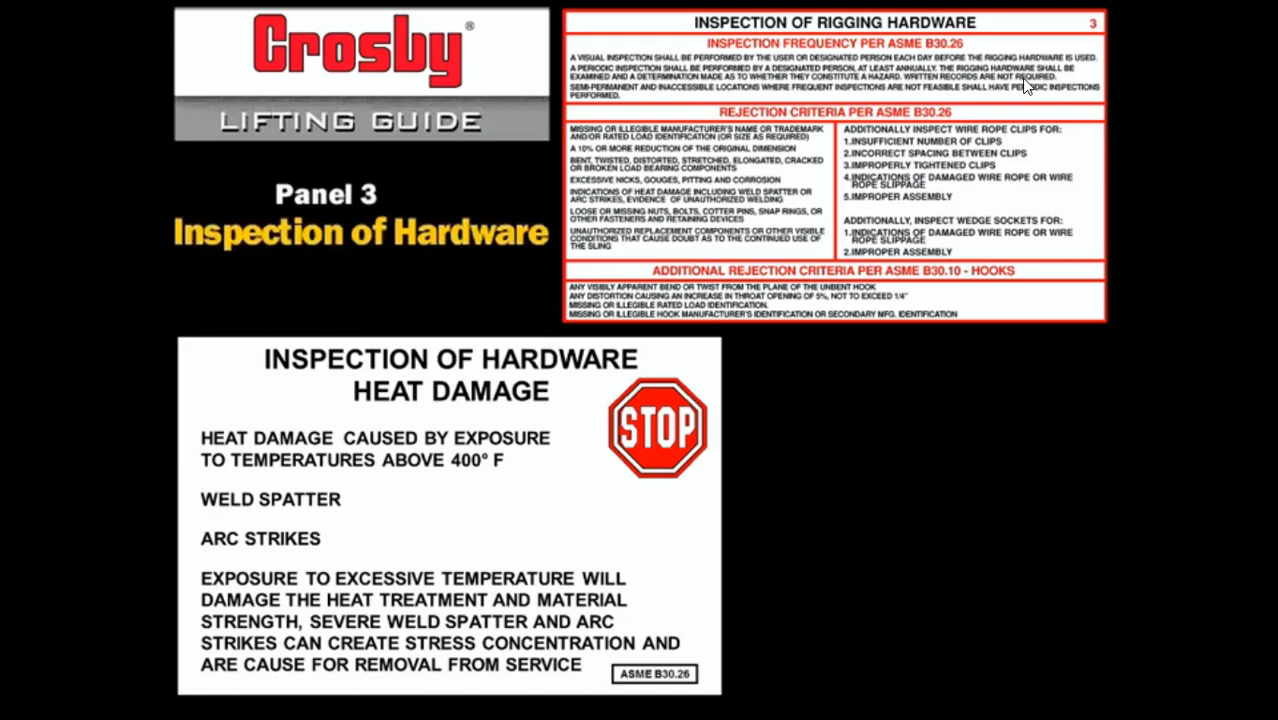 Crosby®
LIFTING GUIDE
Panel 3
Inspection of Hardware
INSPECTION OF RIGGING HARDWARE
3
INSPECTION FREQUENCY PER ASME B30.26
A VISUAL INSPECTION SHALL BE PERFORMED BY THE USER OR DESIGNATED PERSON EACH DAY BEFORE THE RIGGING HARDWARE IS USED.
A PERIODIC INSPECTION SHALL BE PERFORMED BY A DESIGNATED PERSON, AT LEAST ANNUALLY. THE RIGGING HARDWARE SHALL BE
EXAMINED AND A DETERMINATION MADE AS TO WHETHER THEY CONSTITUTE A HAZARD. WRITTEN RECORDS ARE NOT REQUIRED.
SEMI-PERMANENT AND INACCESSIBLE LOCATIONS WHERE FREQUENT INSPECTIONS ARE NOT FEASIBLE SHALL HAVE PERIODIC INSPECTIONS
PERFORMED.
REJECTION CRITERIA PER ASME B30.26
MISSING OR ILLEGIBLE MANUFACTURER'S NAME OR TRADEMARK
AND/OR RATED LOAD IDENTIFICATION (OR SIZE AS REQUIRED)
A 10% OR MORE REDUCTION OF THE ORIGINAL DIMENSION
BENT, TWISTED, DISTORTED, STRETCHED, ELONGATED, CRACKED
OR BROKEN LOAD BEARING COMPONENTS
EXCESSIVE NICKS, GOUGES, PITTING AND CORROSION
INDICATIONS OF HEAT DAMAGE INCLUDING WELD SPATTER OR
ARC STRIKES, EVIDENCE OF UNAUTHORIZED WELDING
LOOSE OR MISSING NUTS, BOLTS, COTTER PINS, SNAP RINGS, OR
OTHER FASTENERS AND RETAINING DEVICES
UNAUTHORIZED REPLACEMENT COMPONENTS OR OTHER VISIBLE
CONDITIONS THAT CAUSE DOUBT AS TO THE CONTINUED USE OF
THE SLING
ADDITIONALLY INSPECT WIRE ROPE CLIPS FOR:
1.INSUFFICIENT NUMBER OF CLIPS
2.INCORRECT SPACING BETWEEN CLIPS
3.IMPROPERLY TIGHTENED CLIPS
4.INDICATIONS OF DAMAGED WIRE ROPE OR WIRE
ROPE SLIPPAGE
5.IMPROPER ASSEMBLY
ADDITIONALLY, INSPECT WEDGE SOCKETS FOR:
1.INDICATIONS OF DAMAGED WIRE ROPE OR WIRE
ROPE SLIPPAGE
2.IMPROPER ASSEMBLY
ADDITIONAL REJECTION CRITERIA PER ASME B30.10 - HOOKS
ANY VISIBLY APPARENT BEND OR TWIST FROM THE PLANE OF THE UNBENT HOOK
ANY DISTORTION CAUSING AN INCREASE IN THROAT OPENING OF 5%, NOT TO EXCEED 1/4"
MISSING OR ILLEGIBLE RATED LOAD IDENTIFICATION.
MISSING OR ILLEGIBLE HOOK MANUFACTURER'S IDENTIFICATION OR SECONDARY MFG. IDENTIFICATION
INSPECTION OF HARDWARE
HEAT DAMAGE
STOP
HEAT DAMAGE CAUSED BY EXPOSURE
TO TEMPERATURES ABOVE 400° F
WELD SPATTER
ARC STRIKES
EXPOSURE TO EXCESSIVE TEMPERATURE WILL
DAMAGE THE HEAT TREATMENT AND MATERIAL
STRENGTH, SEVERE WELD SPATTER AND ARC
STRIKES CAN CREATE STRESS CONCENTRATION AND
ARE CAUSE FOR REMOVAL FROM SERVICE
ASME B30.26